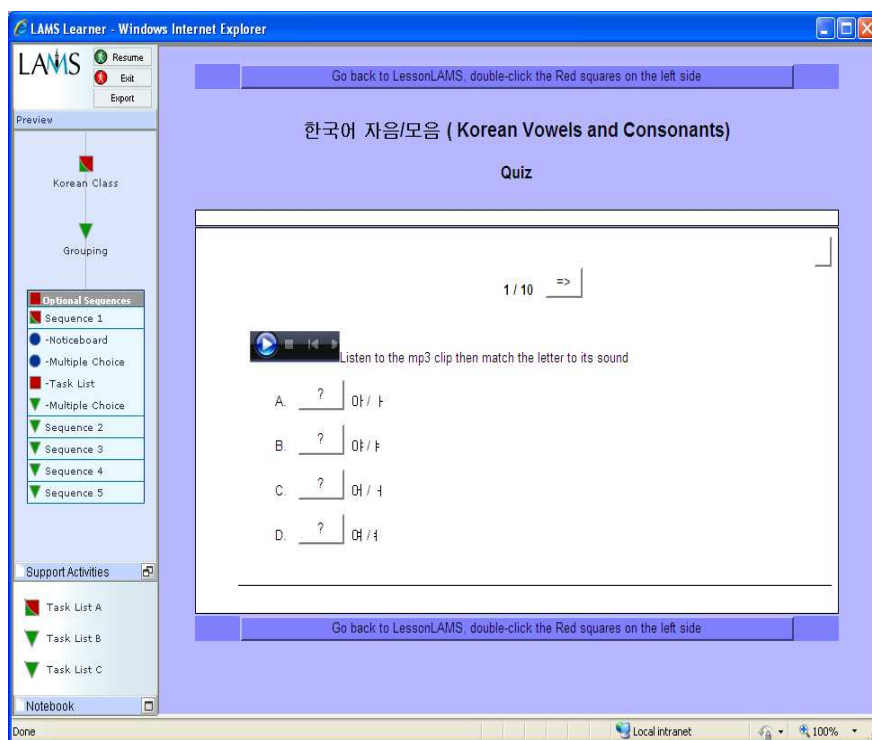 LAMS Learner - Windows Internet Explorer
LAMS
Resume
Exit
Export
Preview
Korean Class
Grouping
Optional Sequences
Sequence 1
-Noticeboard
-Multiple Choice
-Task List
-Multiple Choice
Sequence 2
Sequence 3
Sequence 4
Sequence 5
Support Activities
Task List A
Task List B
Task List C
Notebook
Go back to LessonLAMS, double-click the Red squares on the left side
한국어 자음/모음 ( Korean Vowels and Consonants)
Quiz
1 / 10 =>
Listen to the mp3 clip then match the letter to its sound
A. ? 아 / ㅏ
B. ? 야 / ㅑ
C. ? 어 / ㅓ
D. ? 여 / ㅕ
Go back to LessonLAMS, double-click the Red squares on the left side
Done
Local intranet
100%